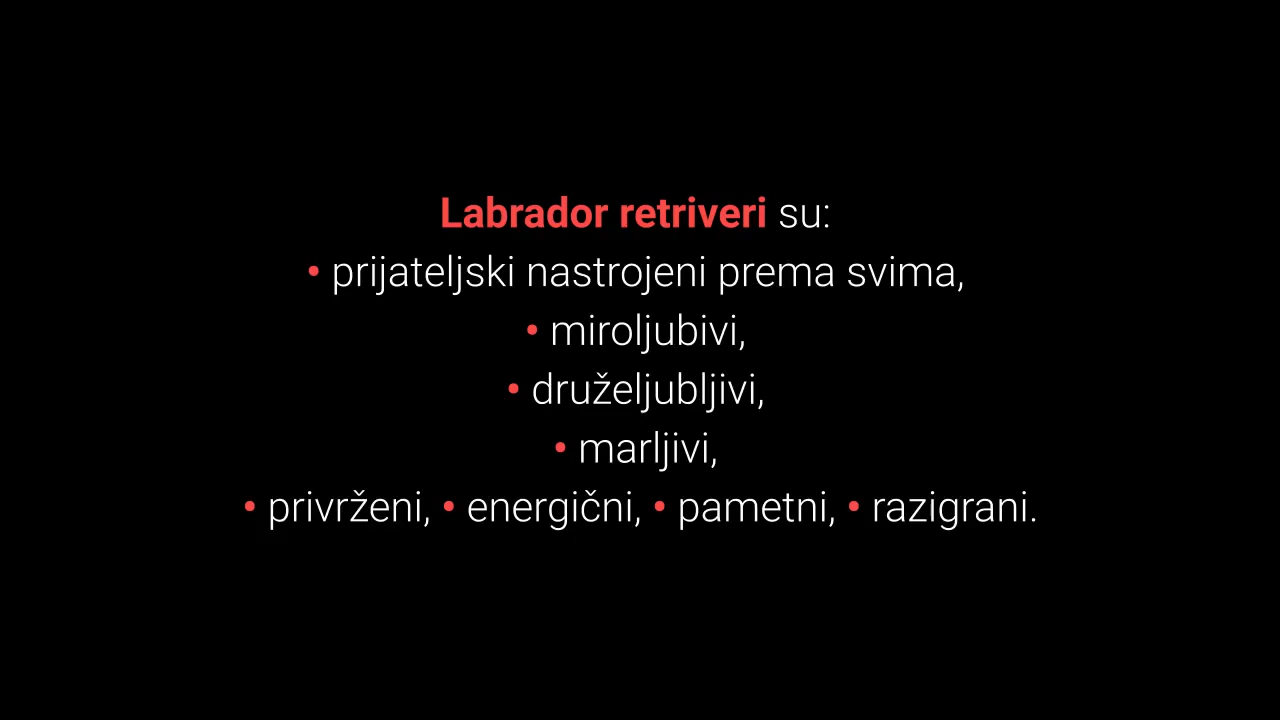 Labrador retriveri su:
• prijateljski nastrojeni prema svima,
• miroljubivi,
• druželjubljivi,
• marljivi,
• privrženi, • energični, • pametni, • razigrani.